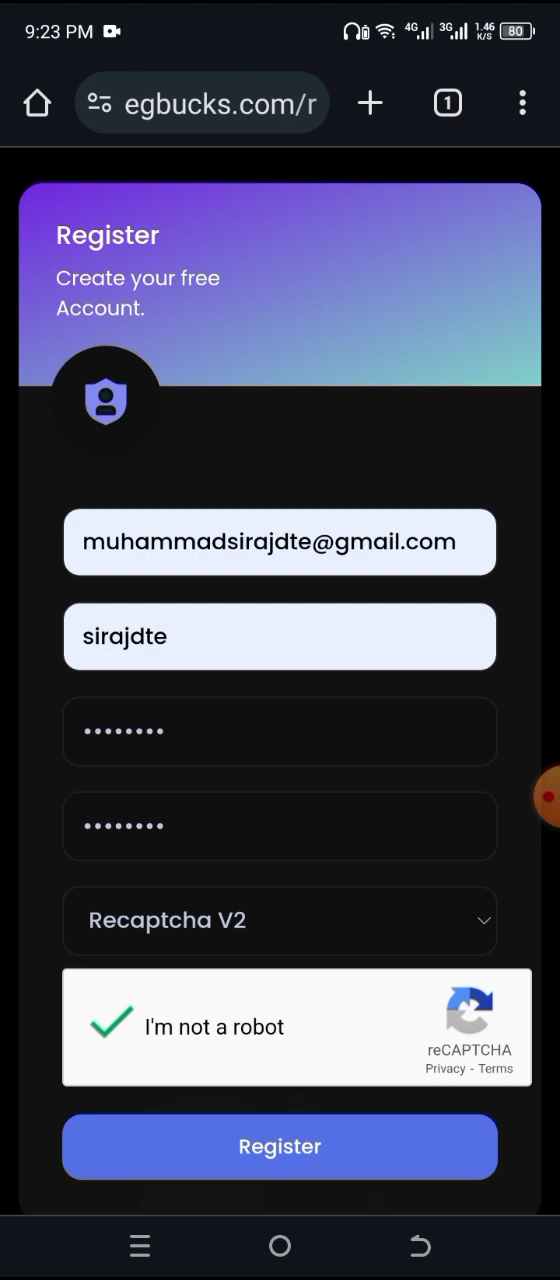 9:23 PM
4G 3G 1.46 K/S 80
egbucks.com/r
1
Register
Create your free
Account.
muhammadsirajdte@gmail.com
sirajdte
••••••••
••••••••
Recaptcha V2
I'm not a robot
reCAPTCHA
Privacy - Terms
Register